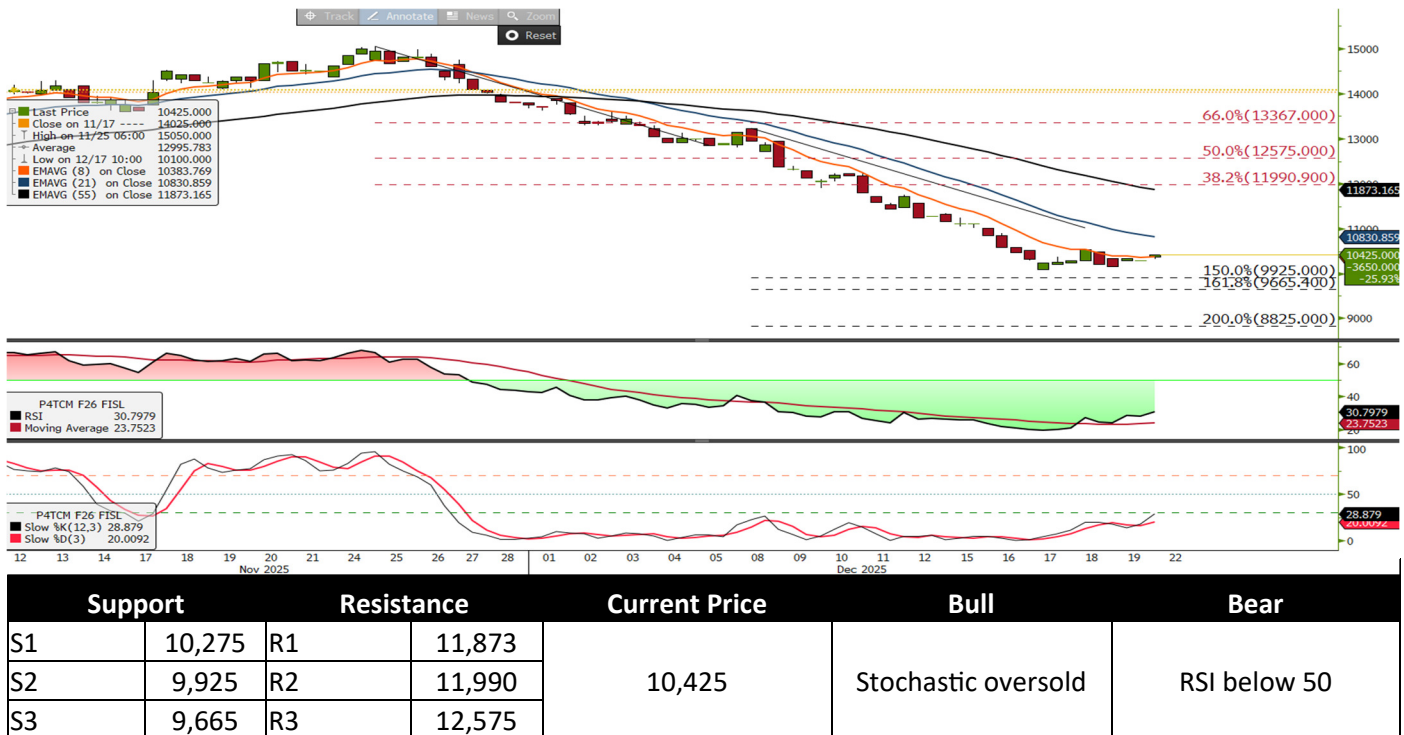 Track Annotate News Zoom
Reset
15000
14000
13000
11000
9000
66.0%(13367.000)
50.0%(12575.000)
38.2%(11990.900)
150.0%(9925.000)
161.8%(9665.400)
200.0%(8825.000)
11873.165
10830.859
10425.000
-3650.000
-25.93%
Last Price 10425.000
Close on 11/17 ---- 14025.000
High on 11/25 06:00 15050.000
Average 12995.783
Low on 12/17 10:00 10100.000
EMAVG (8) on Close 10383.769
EMAVG (21) on Close 10830.859
EMAVG (55) on Close 11873.165
60
40
20
30.7979
23.7523
P4TCM F26 FISL
RSI 30.7979
Moving Average 23.7523
100
50
0
28.879
20.0092
P4TCM F26 FISL
Slow %K(12,3) 28.879
Slow %D(3) 20.0092
12 13 14 17 18 19 20 21 24 25 26 27 28 01 02 03 04 05 08 09 10 11 12 15 16 17 18 19 22
Nov 2025 Dec 2025
Support Resistance Current Price Bull Bear
S1 10,275 R1 11,873
S2 9,925 R2 11,990 10,425 Stochastic oversold RSI below 50
S3 9,665 R3 12,575